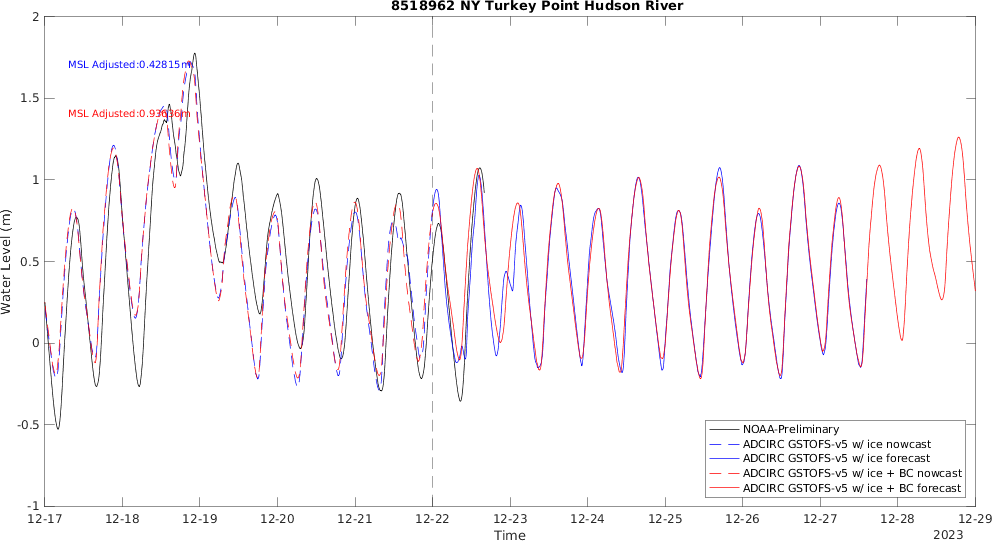 8518962 NY Turkey Point Hudson River
MSL Adjusted:0.42815m
MSL Adjusted:0.93636m
Water Level (m)
2
1.5
1
0.5
0
-0.5
-1
NOAA-Preliminary
ADCIRC GSTOFS-v5 w/ ice nowcast
ADCIRC GSTOFS-v5 w/ ice forecast
ADCIRC GSTOFS-v5 w/ ice + BC nowcast
ADCIRC GSTOFS-v5 w/ ice + BC forecast
12-17 12-18 12-19 12-20 12-21 12-22 12-23 12-24 12-25 12-26 12-27 12-28 12-29
Time
2023